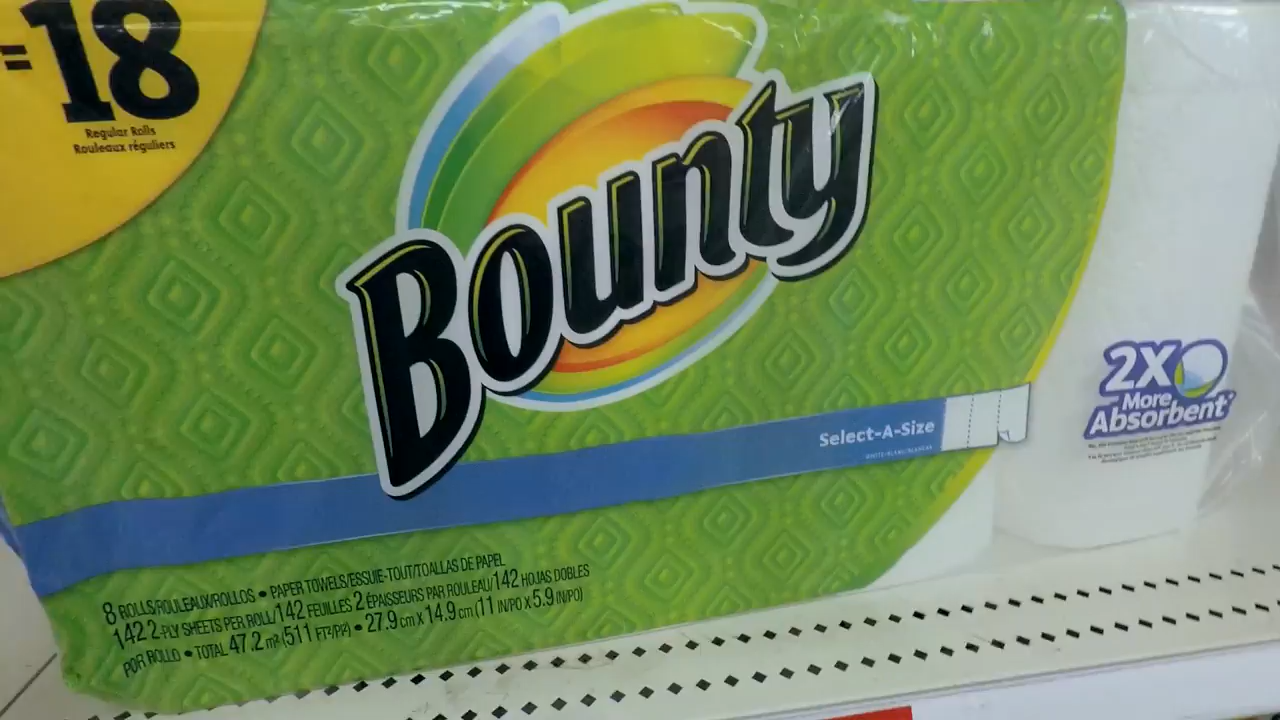 =18
Regular Rolls
Rouleaux réguliers
Bounty
Select-A-Size
2X
More
Absorbent*
8 ROLLS/ROULEAUX/ROLLOS • PAPER TOWELS/ESSUIE-TOUT/TOALLAS DE PAPEL
142 2-PLY SHEETS PER ROLL/142 FEUILLES 2 ÉPAISSEURS PAR ROULEAU/142 HOJAS DOBLES
POR ROLLO • TOTAL 47.2 m² (511 FT²/PI²) • 27.9 cm X 14.9 cm (11 IN/PO X 5.9 IN/PO)